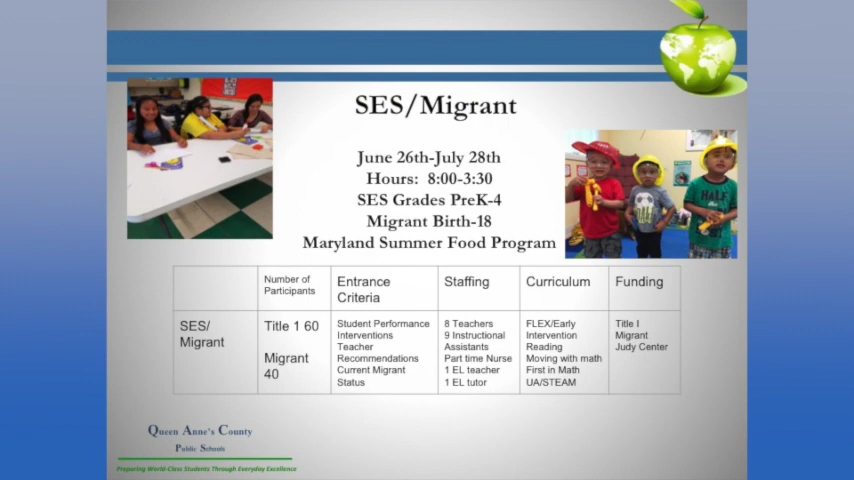 SES/Migrant
June 26th-July 28th
Hours: 8:00-3:30
SES Grades PreK-4
Migrant Birth-18
Maryland Summer Food Program
Number of
Participants
Entrance
Criteria
Staffing
Curriculum
Funding
SES/
Migrant
Title 1 60
Migrant
40
Student Performance
Interventions
Teacher
Recommendations
Current Migrant
Status
8 Teachers
9 Instructional
Assistants
Part time Nurse
1 EL teacher
1 EL tutor
FLEX/Early
Intervention
Reading
Moving with math
First in Math
UA/STEAM
Title I
Migrant
Judy Center
Queen Anne's County
Public Schools
Preparing World-Class Students Through Everyday Excellence